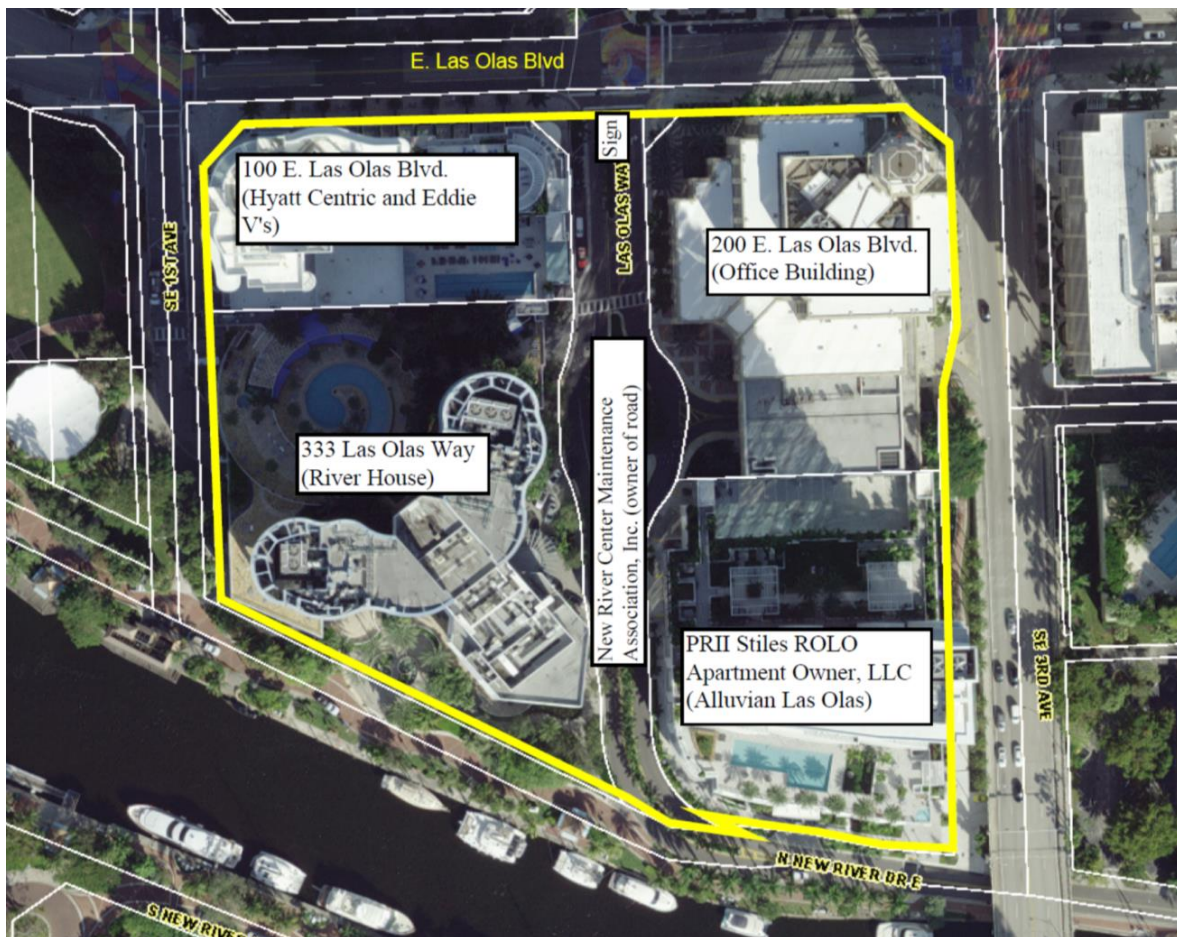 E. Las Olas Blvd
Sign
100 E. Las Olas Blvd.
(Hyatt Centric and Eddie
V's)
LAS OLAS WA
200 E. Las Olas Blvd.
(Office Building)
SE 1ST AVE
333 Las Olas Way
(River House)
New River Center Maintenance
Association, Inc. (owner of road)
PRII Stiles ROLO
Apartment Owner, LLC
(Alluvian Las Olas)
SE 3RD AVE
N NEW RIVER DR E
S NEW RIVER